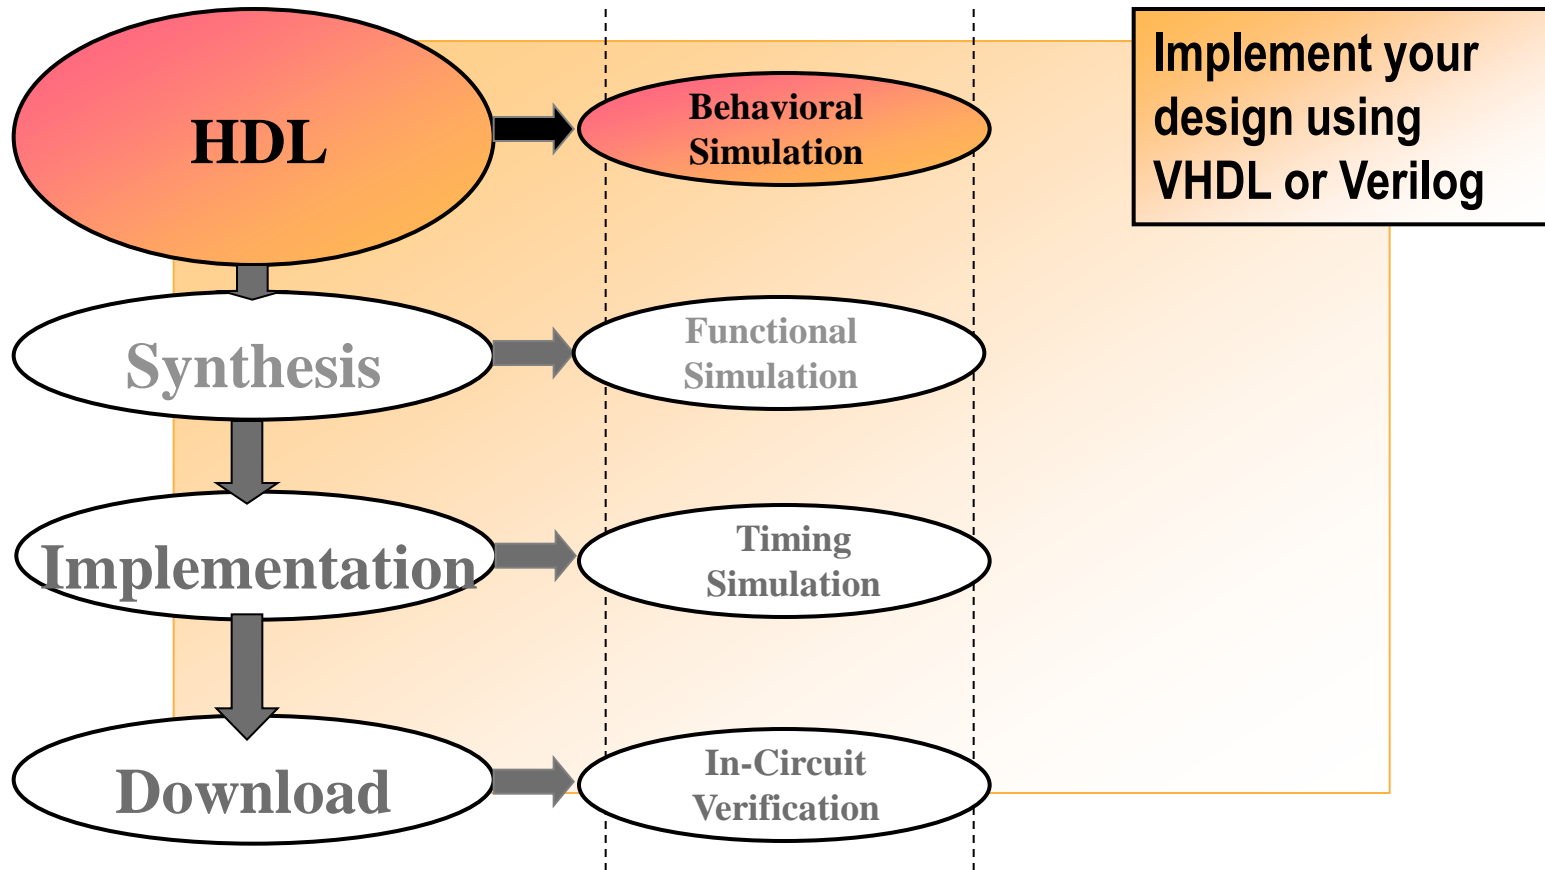 HDL
Behavioral
Simulation
Implement your
design using
VHDL or Verilog
Synthesis
Functional
Simulation
Implementation
Timing
Simulation
Download
In-Circuit
Verification